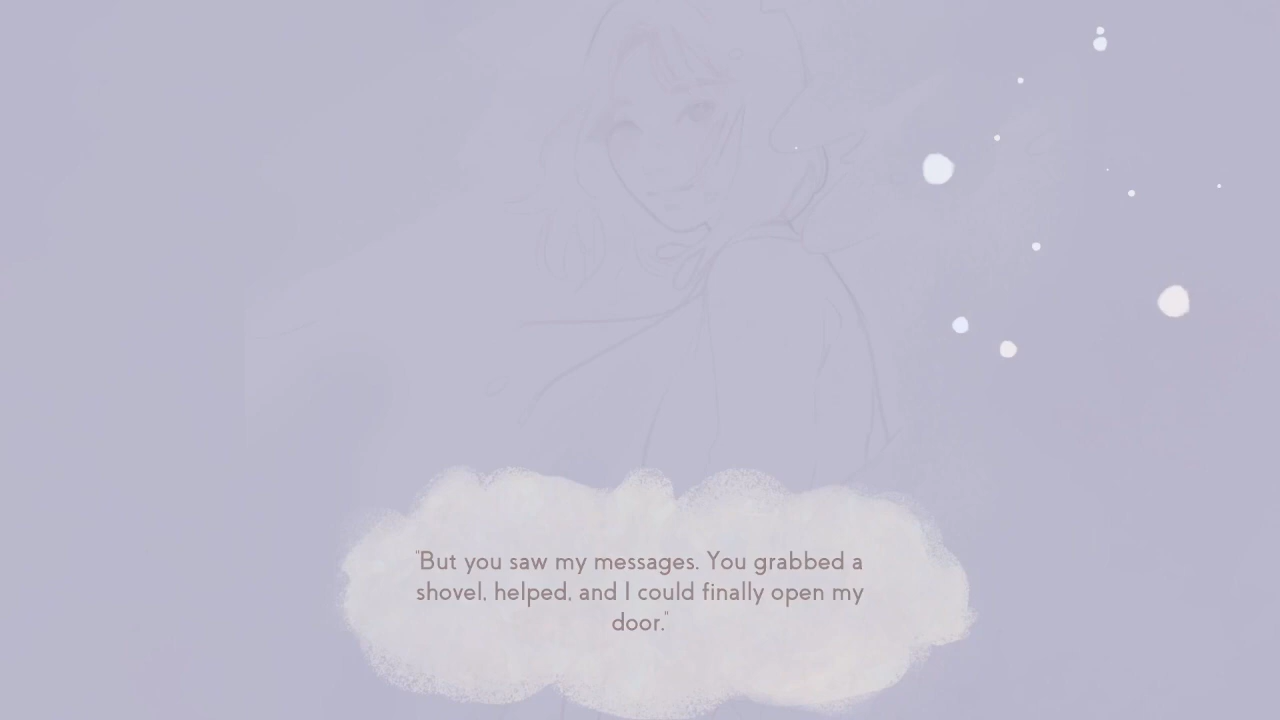 "But you saw my messages. You grabbed a
shovel, helped, and I could finally open my
door."